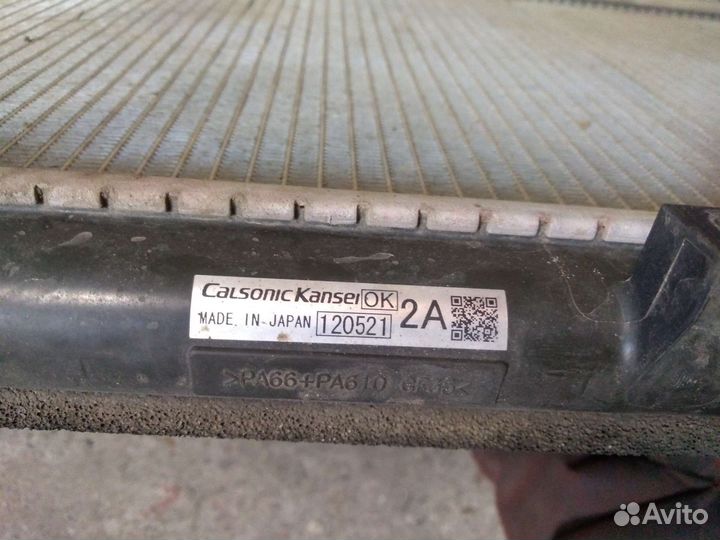 CalsonicKansei OK 2A
MADE IN JAPAN 120521
>PA66+PA610
Avito